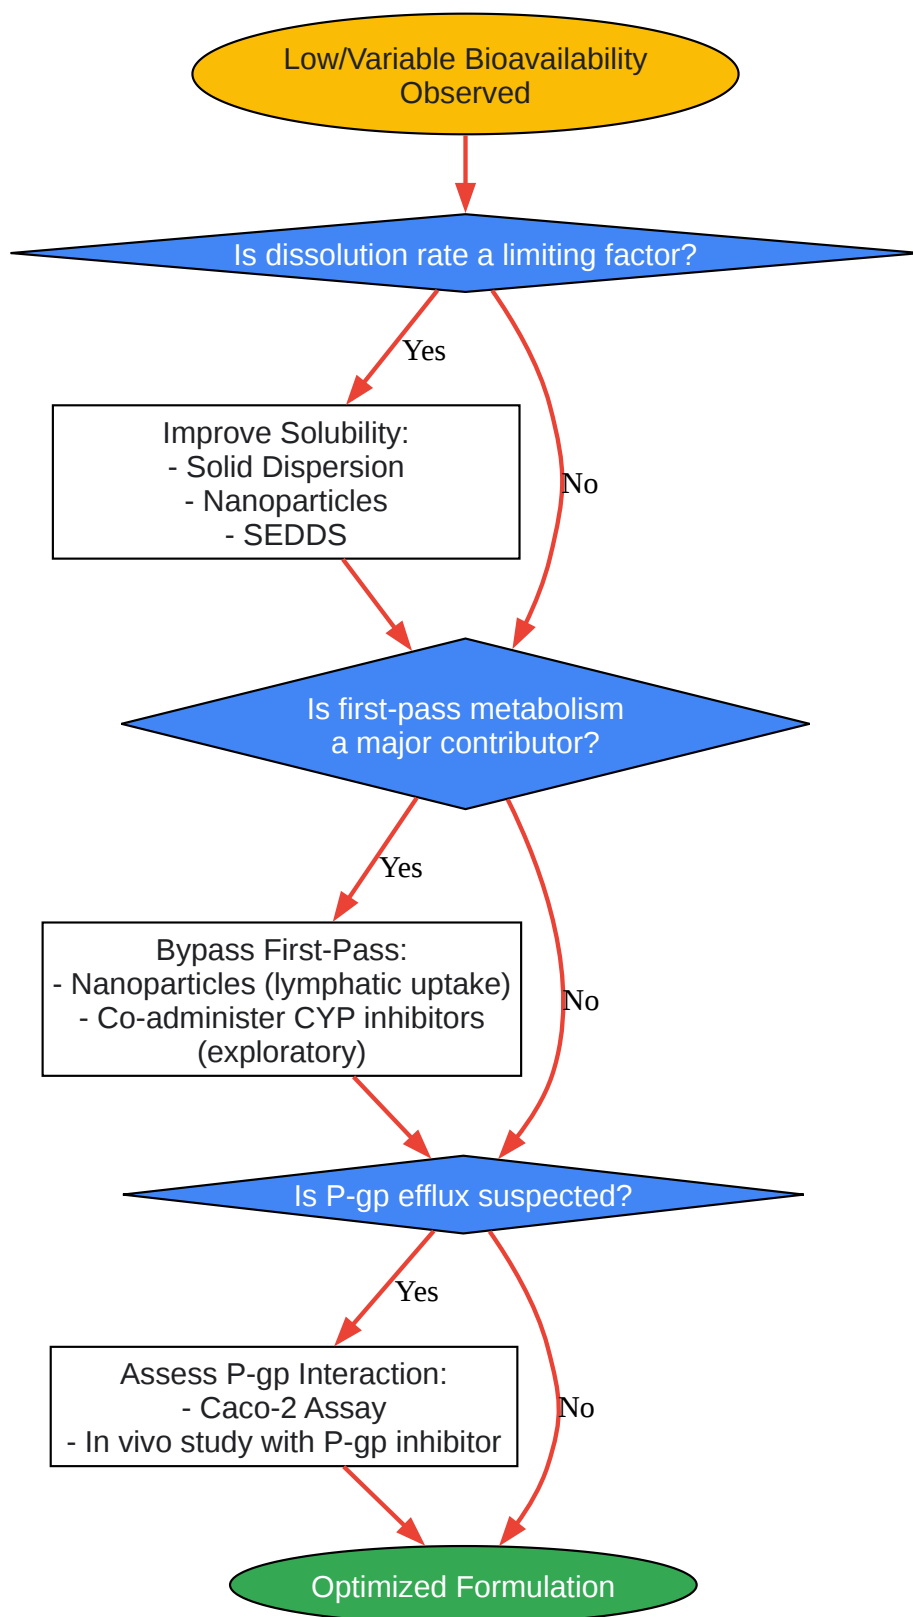 Low/Variable Bioavailability
Observed
Is dissolution rate a limiting factor?
Yes
Improve Solubility:
- Solid Dispersion
- Nanoparticles
- SEDDS
No
Is first-pass metabolism
a major contributor?
Yes
Bypass First-Pass:
- Nanoparticles (lymphatic uptake)
- Co-administer CYP inhibitors
(exploratory)
No
Is P-gp efflux suspected?
Yes
Assess P-gp Interaction:
- Caco-2 Assay
- In vivo study with P-gp inhibitor
No
Optimized Formulation